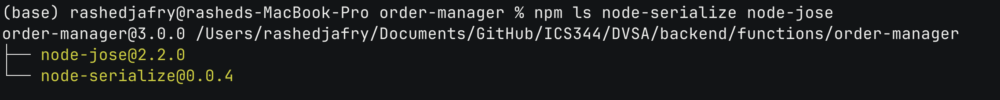 (base) rashedjafry@rasheds-MacBook-Pro order-manager % npm ls node-serialize node-jose
order-manager@3.0.0 /Users/rashedjafry/Documents/GitHub/ICS344/DVSA/backend/functions/order-manager
├── node-jose@2.2.0
└── node-serialize@0.0.4